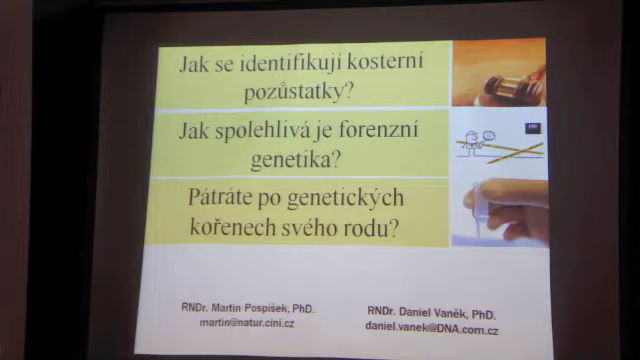 Jak se identifikují kosterní
pozůstatky?
Jak spolehlivá je forenzní
genetika?
Pátráte po genetických
kořenech svého rodu?
RNDr. Martin Pospíšek, PhD.
martin@natur.cini.cz
RNDr. Daniel Vaněk, PhD.
daniel.vanek@DNA.com.cz